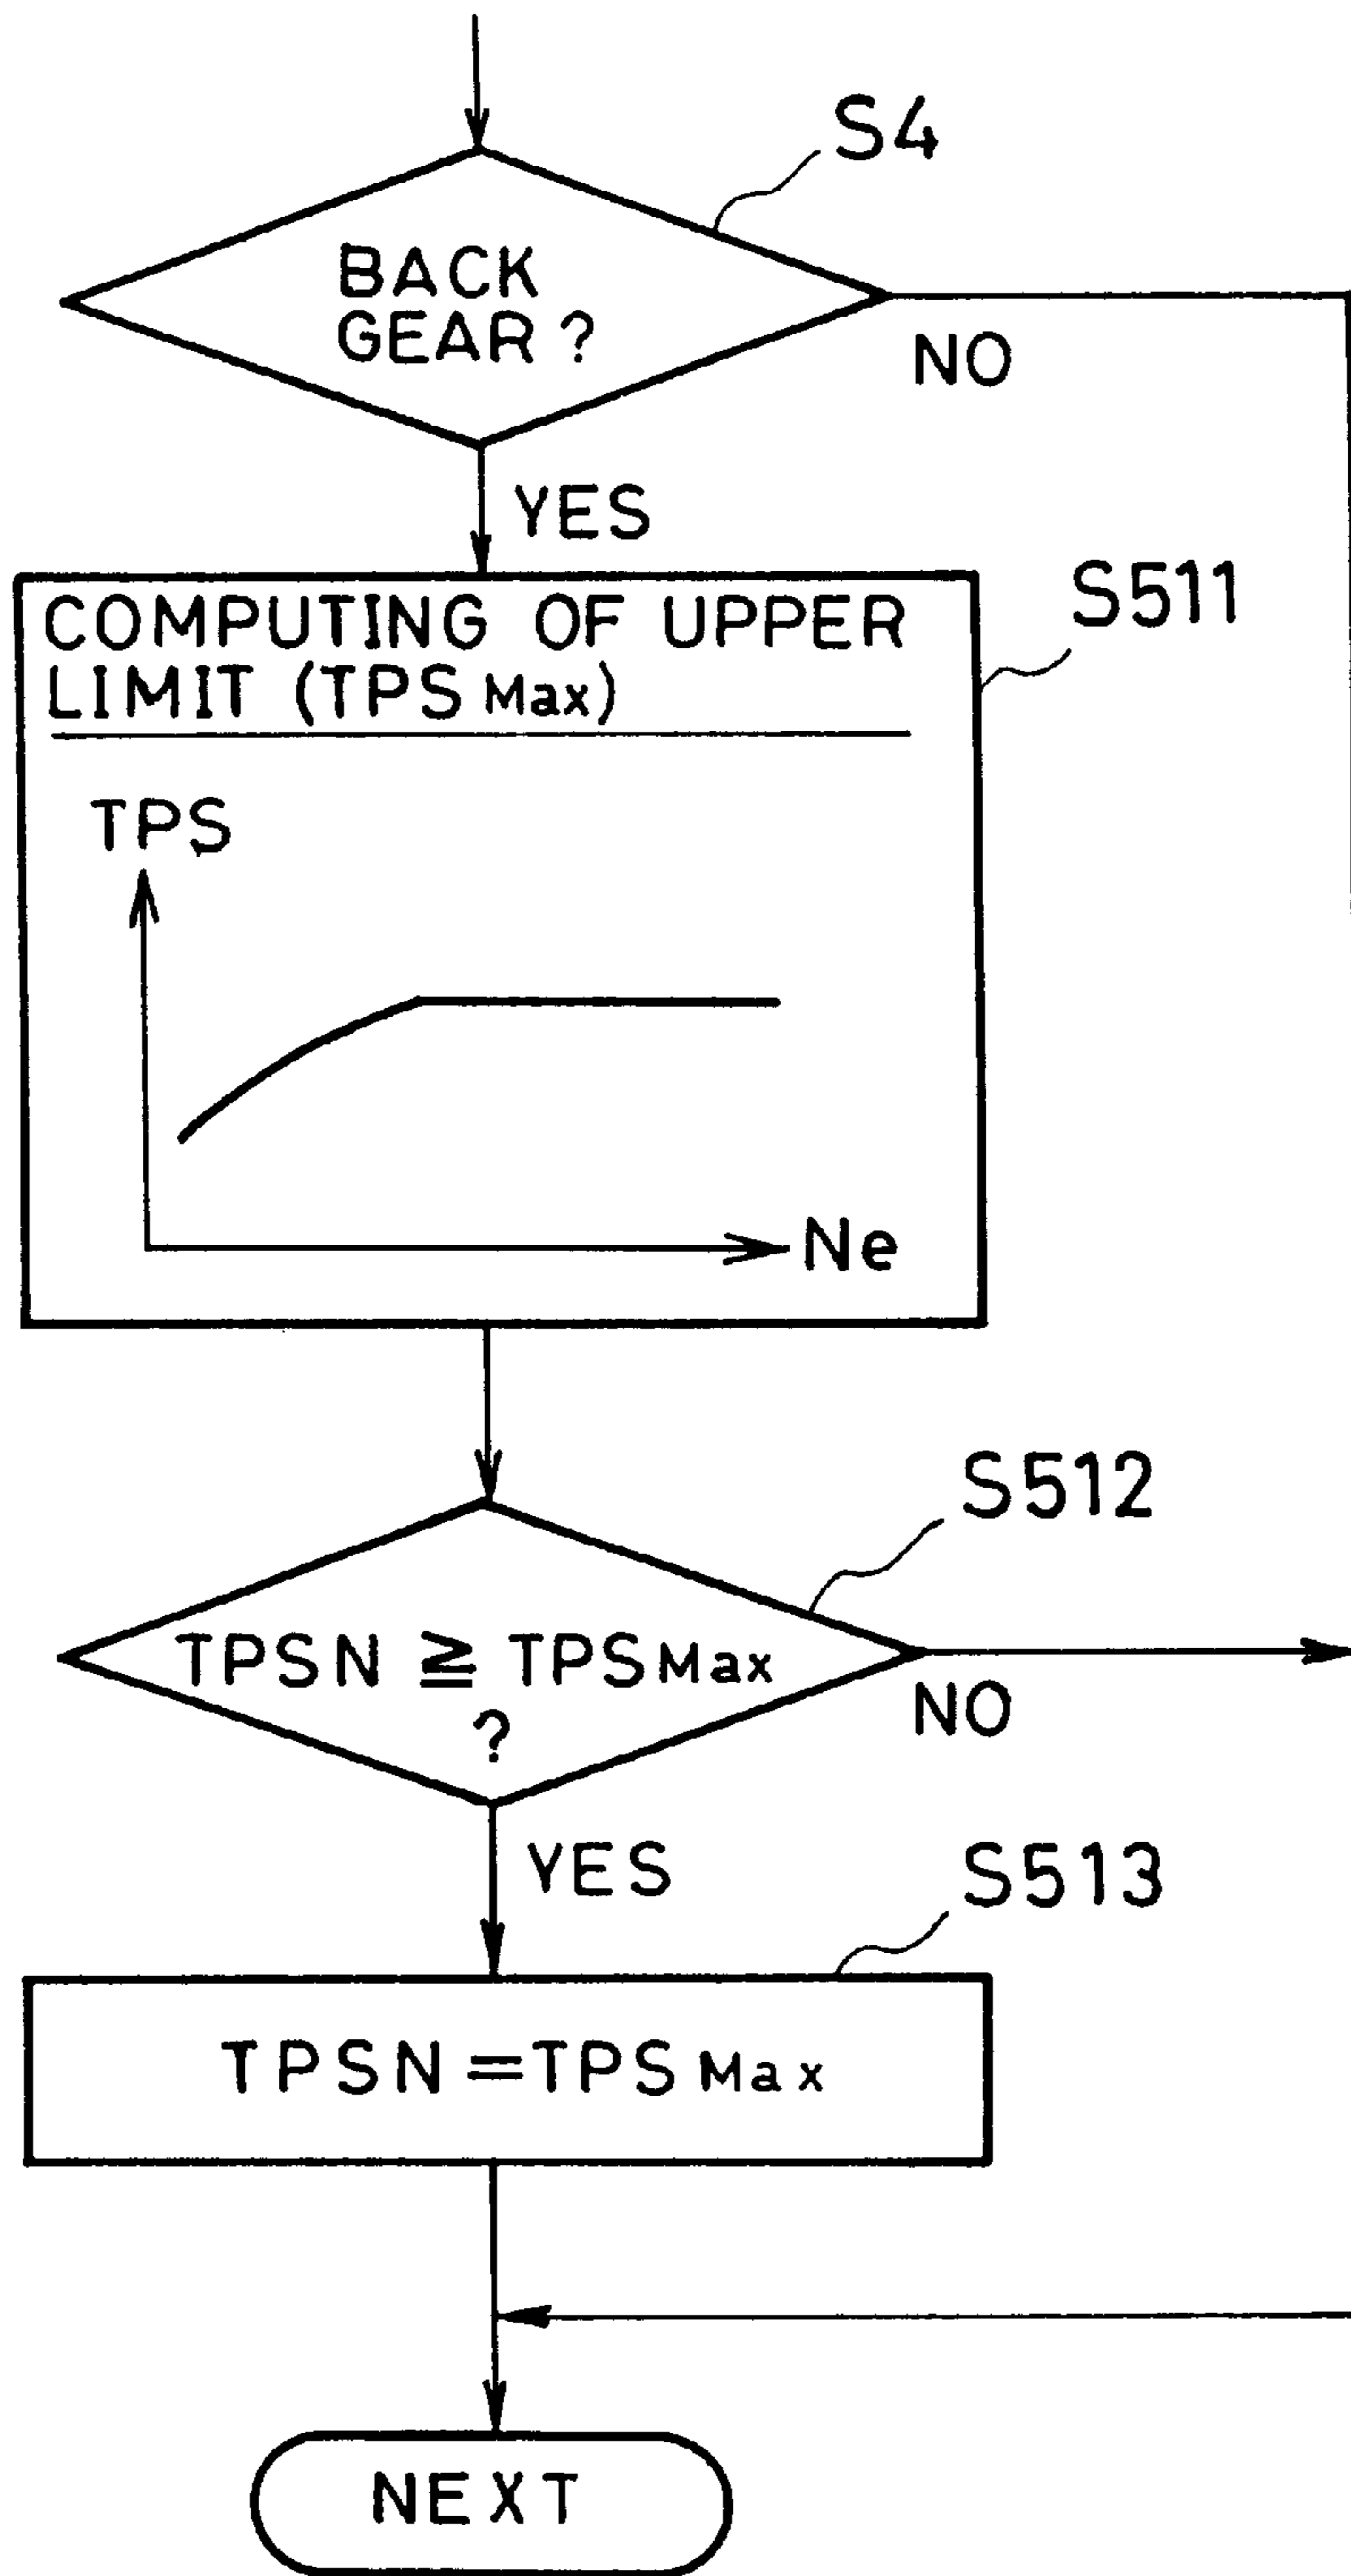 S4
BACK
GEAR ?
NO
YES
S511
COMPUTING OF UPPER
LIMIT (TPS Max)
TPS
Ne
S512
TPSN ≧ TPS Max
?
NO
YES
S513
TPSN = TPS Max
NEXT